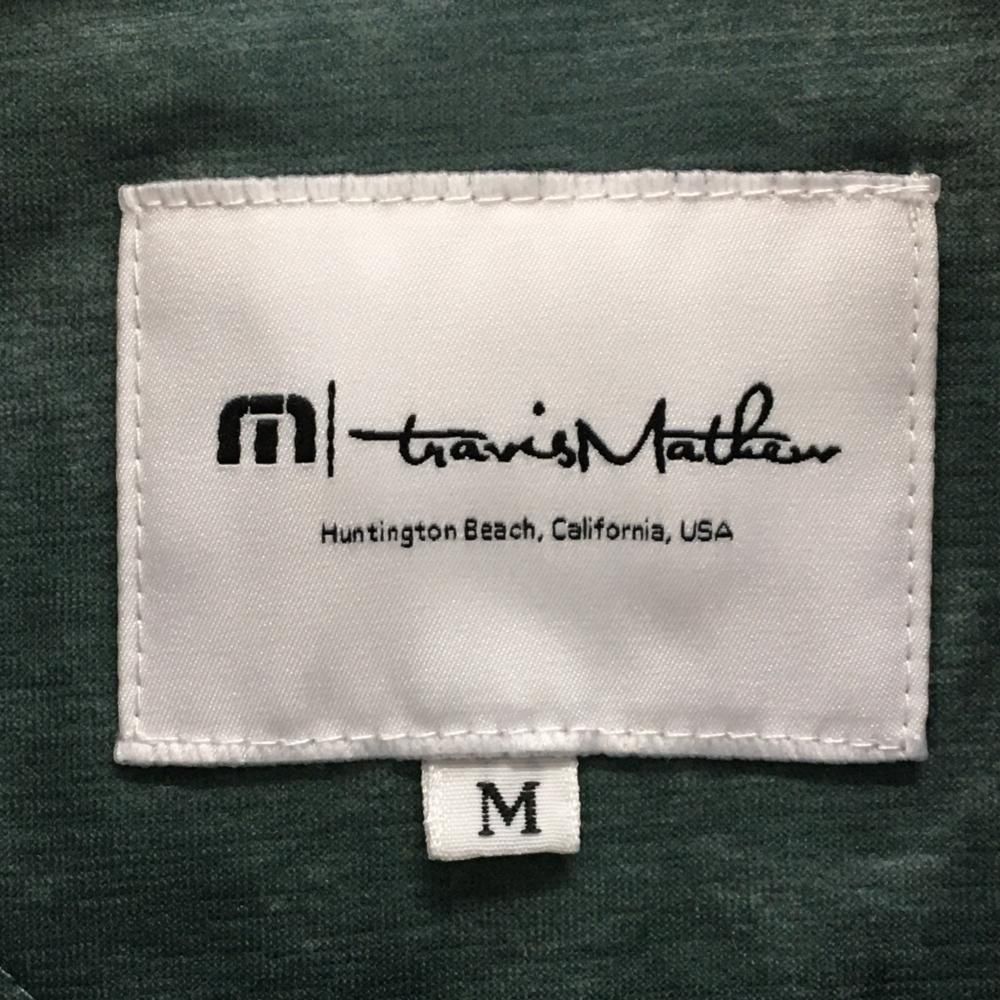 travisMathew
Huntington Beach, California, USA
M